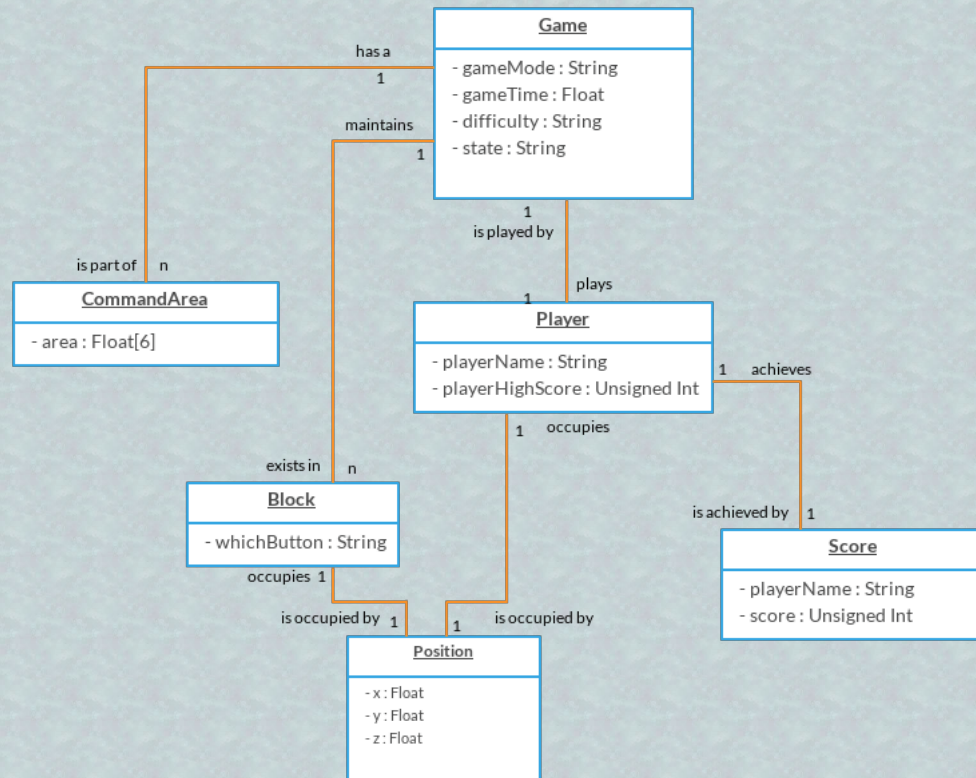 Game
- gameMode : String
- gameTime : Float
- difficulty : String
- state : String
has a
1
maintains
1
1
is played by
is part of n
CommandArea
- area : Float[6]
plays
1
Player
- playerName : String
- playerHighScore : Unsigned Int
1 achieves
1 occupies
exists in n
Block
- whichButton : String
occupies 1
is achieved by 1
Score
- playerName : String
- score : Unsigned Int
is occupied by 1
1 is occupied by
Position
- x : Float
- y : Float
- z : Float